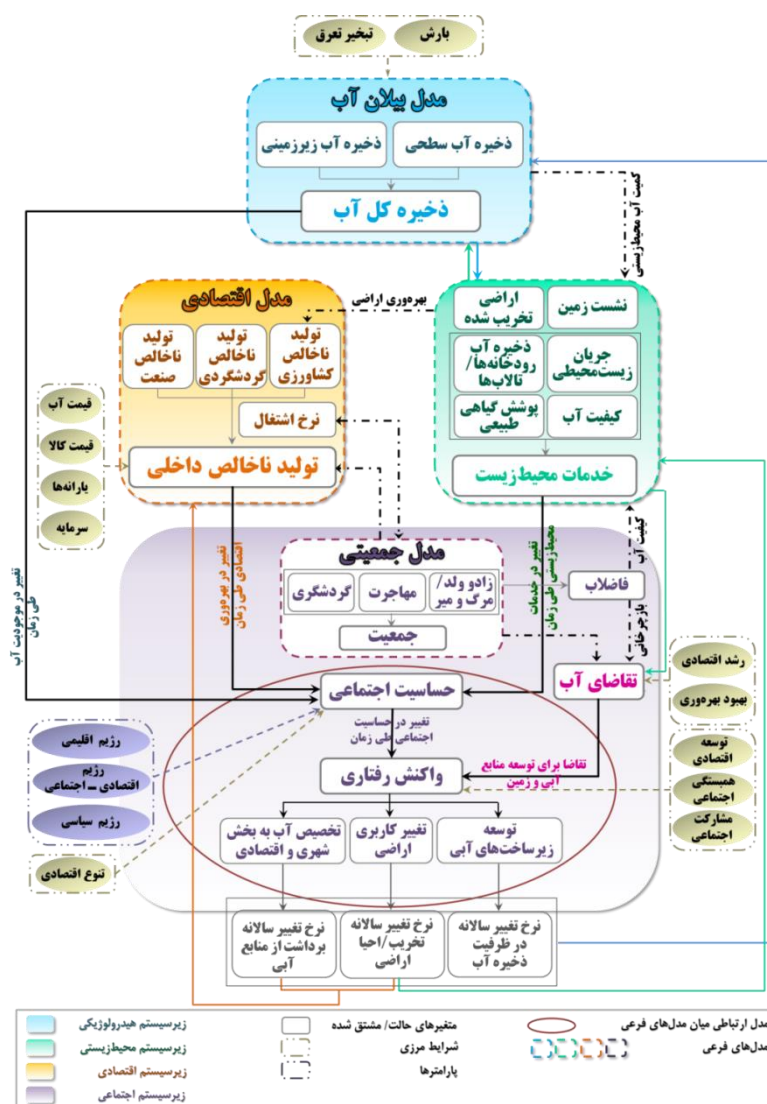 بارش
تبخیر تعرق
مدل بیلان آب
ذخیره آب سطحی
ذخیره آب زیرزمینی
ذخیره کل آب
کمیت آب محیط‌زیستی
مدل اقتصادی
تولید
ناخالص
کشاورزی
تولید
ناخالص
گردشگردی
تولید
ناخالص
صنعت
نرخ اشتغال
تولید ناخالص داخلی
بهره‌وری اراضی
نشست زمین
اراضی
تخریب شده
جریان
زیست‌محیطی
ذخیره آب
رودخانه‌ها/
تالاب‌ها
کیفیت آب
پوشش گیاهی
طبیعی
خدمات محیط‌زیست
قیمت آب
قیمت کالا
یارانه‌ها
سرمایه
تغییر در موجودیت آب
طی زمان
تغییر در بهره‌وری
اقتصادی طی زمان
تغییر در خدمات
محیط‌زیستی طی زمان
کیفیت آب
بازچرخانی
مدل جمعیتی
زادو ولد/
مرگ و میر
مهاجرت
گردشگری
جمعیت
فاضلاب
تقاضای آب
رشد اقتصادی
بهبود بهره‌وری
حساسیت اجتماعی
تغییر در حساسیت
اجتماعی طی زمان
تقاضا برای توسعه منابع
آبی و زمین
واکنش رفتاری
رژیم اقلیمی
رژیم
اقتصادی - اجتماعی
رژیم سیاسی
تنوع اقتصادی
توسعه
اقتصادی
همبستگی
اجتماعی
مشارکت
اجتماعی
توسعه
زیرساخت‌های آبی
تغییر کاربری
اراضی
تخصیص آب به بخش
شهری و اقتصادی
نرخ تغییر سالانه
در ظرفیت
ذخیره آب
نرخ تغییر سالانه
تخریب/احیا
اراضی
نرخ تغییر سالانه
برداشت از منابع
آبی
مدل ارتباطی میان مدل‌های فرعی
مدل‌های فرعی
متغیرهای حالت/ مشتق شده
شرایط مرزی
پارامترها
زیرسیستم هیدرولوژیکی
زیرسیستم محیط‌زیستی
زیرسیستم اقتصادی
زیرسیستم اجتماعی